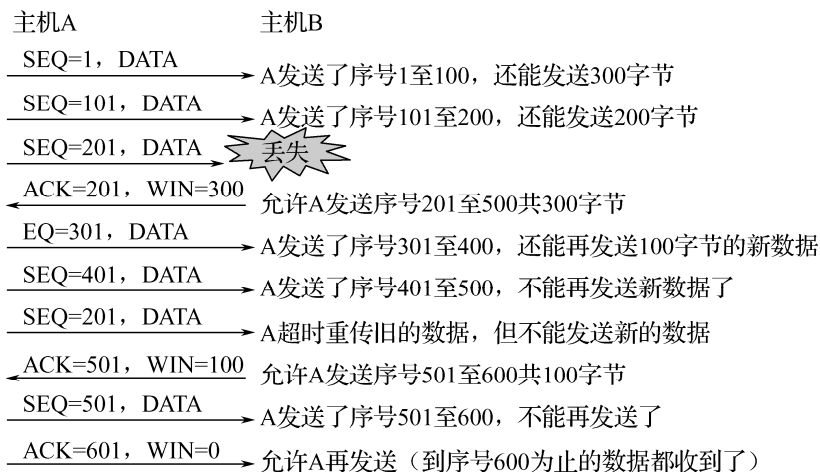 主机A 主机B
SEQ=1，DATA
A发送了序号1至100，还能发送300字节
SEQ=101，DATA
A发送了序号101至200，还能发送200字节
SEQ=201，DATA
丢失
ACK=201，WIN=300
允许A发送序号201至500共300字节
EQ=301，DATA
A发送了序号301至400，还能再发送100字节的新数据
SEQ=401，DATA
A发送了序号401至500，不能再发送新数据了
SEQ=201，DATA
A超时重传旧的数据，但不能发送新的数据
ACK=501，WIN=100
允许A发送序号501至600共100字节
SEQ=501，DATA
A发送了序号501至600，不能再发送了
ACK=601，WIN=0
允许A再发送（到序号600为止的数据都收到了）